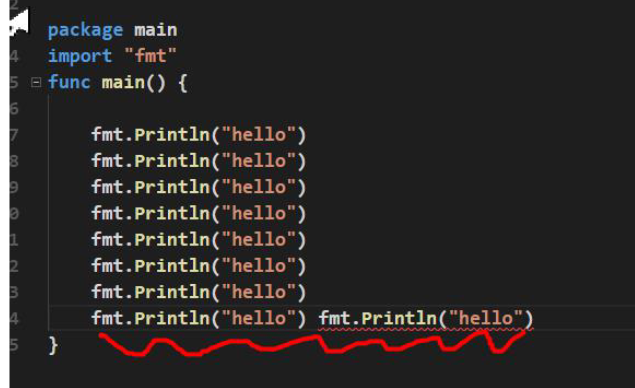 2
package main
4 import "fmt"
5 func main() {
6
7 fmt.Println("hello")
8 fmt.Println("hello")
9 fmt.Println("hello")
0 fmt.Println("hello")
1 fmt.Println("hello")
2 fmt.Println("hello")
3 fmt.Println("hello")
4 fmt.Println("hello") fmt.Println("hello")
5 }